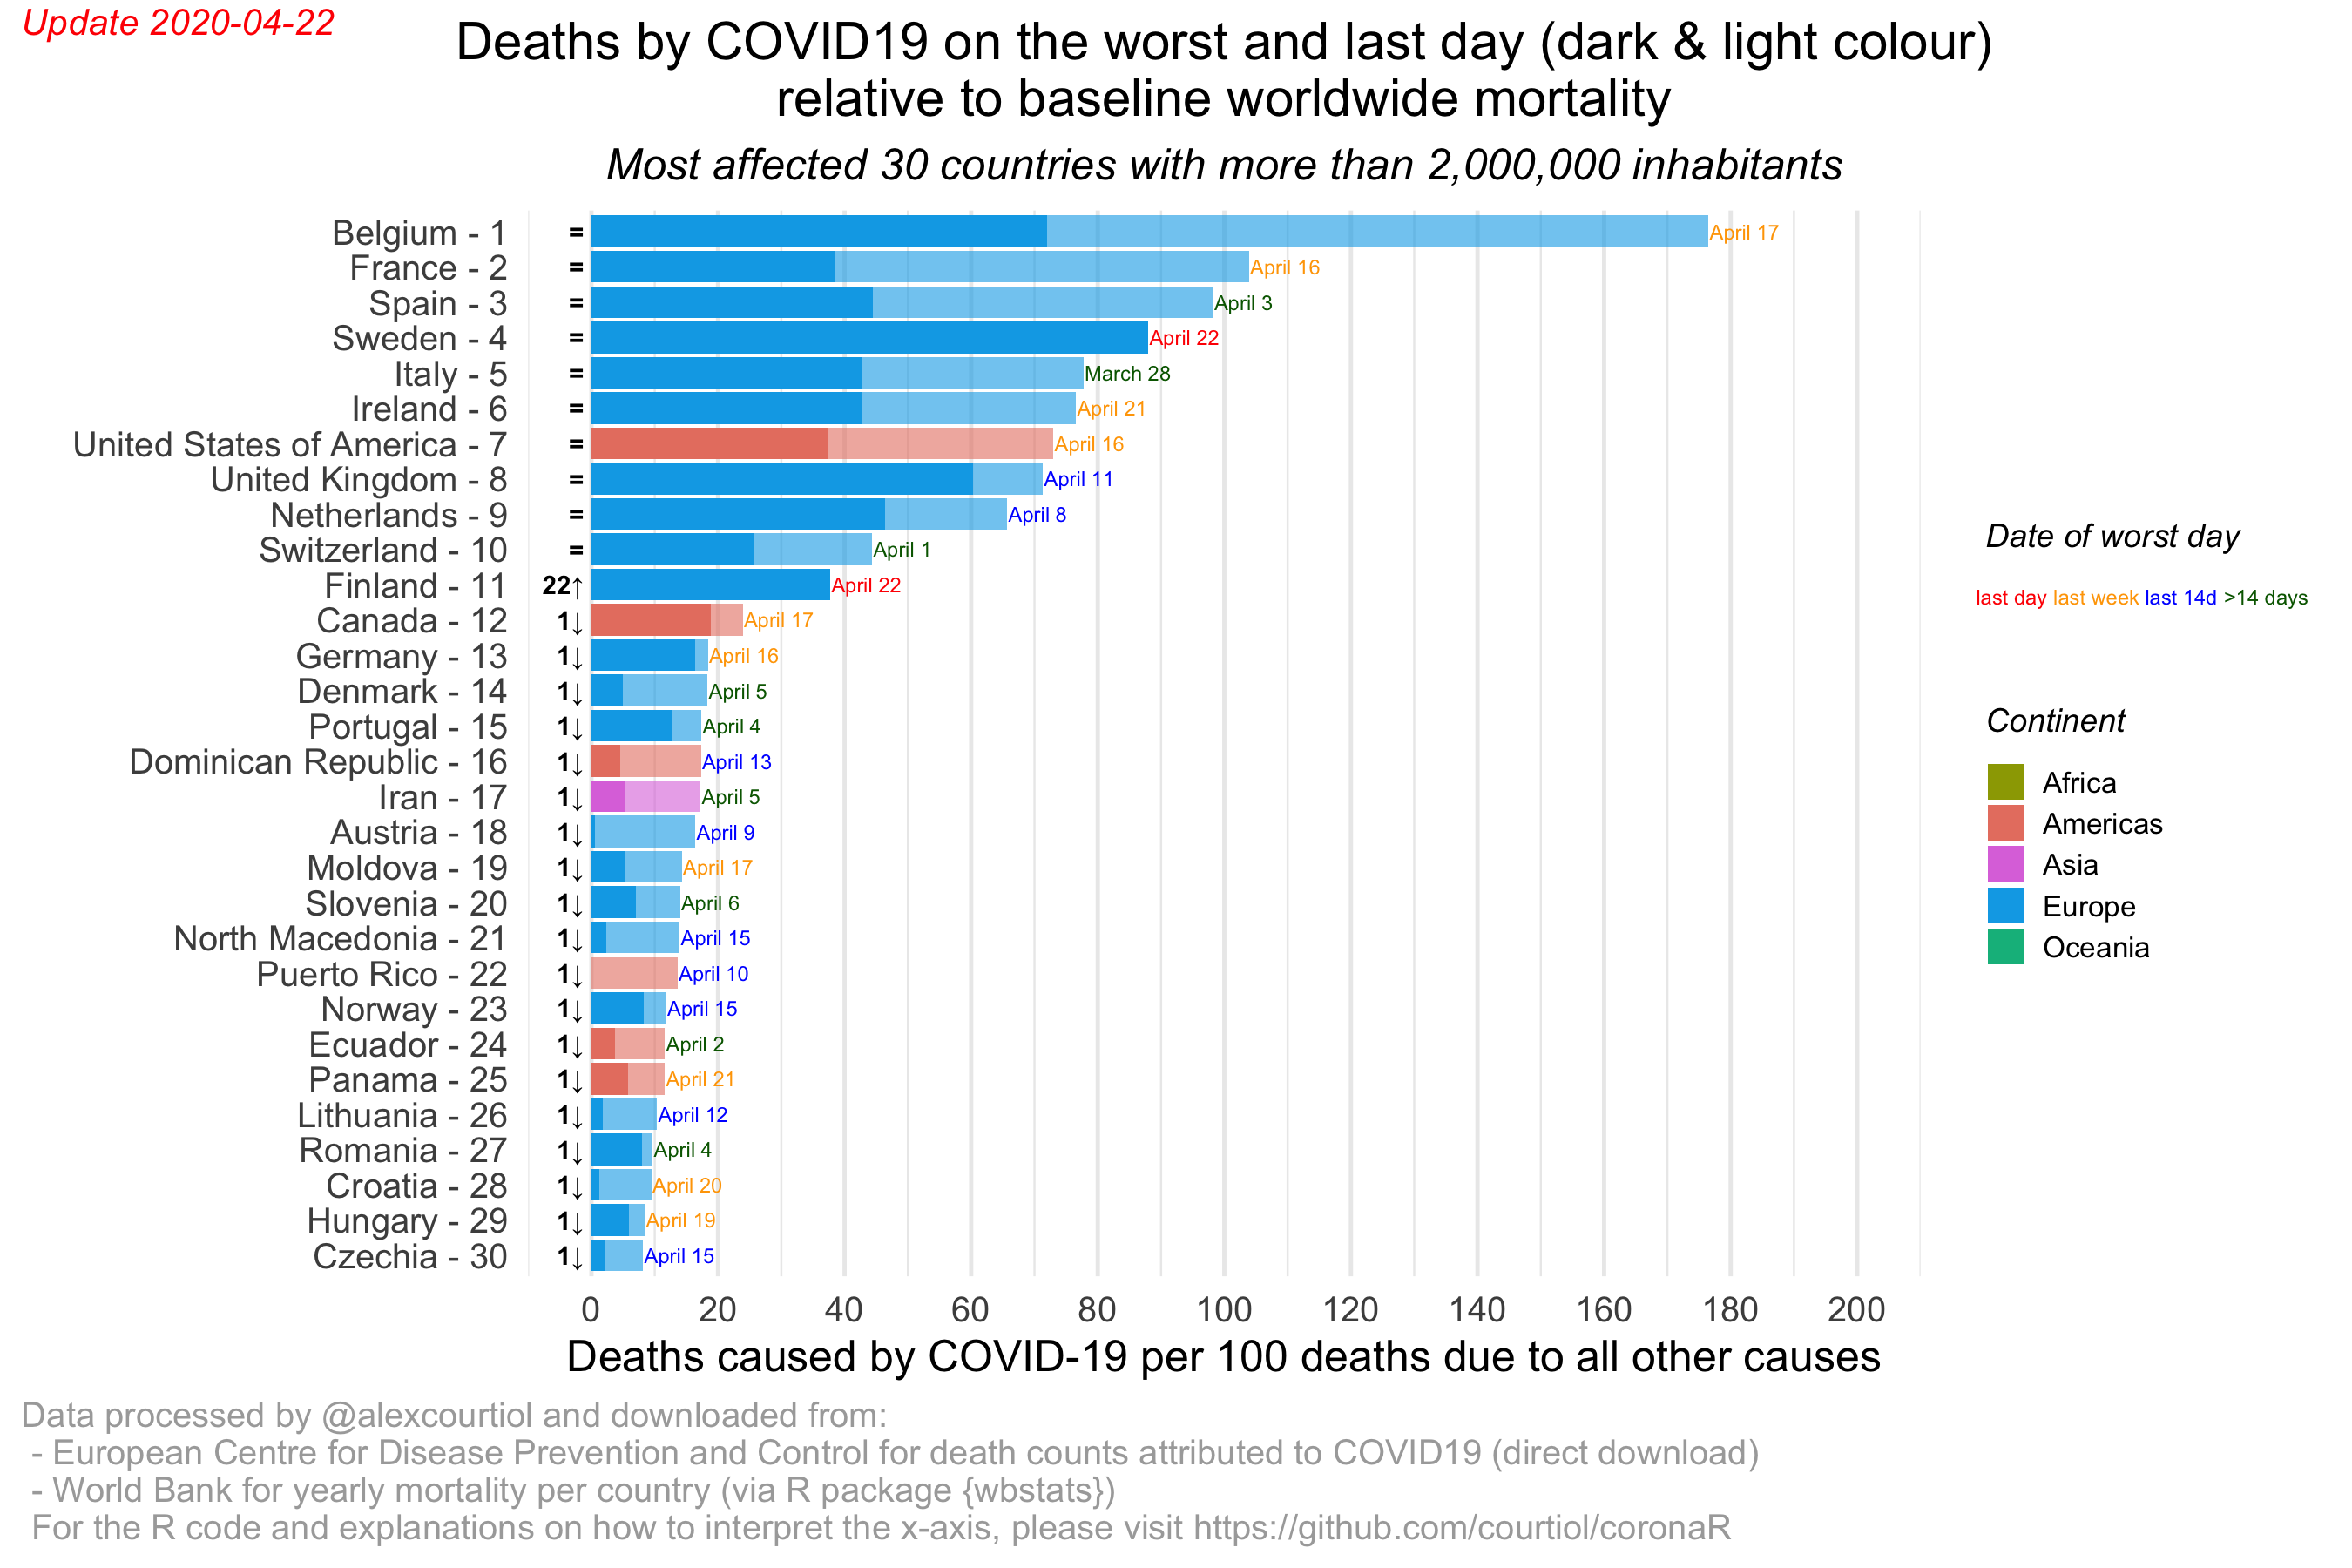 Update 2020-04-22
Deaths by COVID19 on the worst and last day (dark & light colour)
relative to baseline worldwide mortality
Most affected 30 countries with more than 2,000,000 inhabitants
Belgium - 1 = April 17
France - 2 = April 16
Spain - 3 = April 3
Sweden - 4 = April 22
Italy - 5 = March 28
Ireland - 6 = April 21
United States of America - 7 = April 16
United Kingdom - 8 = April 11
Netherlands - 9 = April 8
Switzerland - 10 = April 1
Finland - 11 22↑ April 22
Canada - 12 1↓ April 17
Germany - 13 1↓ April 16
Denmark - 14 1↓ April 5
Portugal - 15 1↓ April 4
Dominican Republic - 16 1↓ April 13
Iran - 17 1↓ April 5
Austria - 18 1↓ April 9
Moldova - 19 1↓ April 17
Slovenia - 20 1↓ April 6
North Macedonia - 21 1↓ April 15
Puerto Rico - 22 1↓ April 10
Norway - 23 1↓ April 15
Ecuador - 24 1↓ April 2
Panama - 25 1↓ April 21
Lithuania - 26 1↓ April 12
Romania - 27 1↓ April 4
Croatia - 28 1↓ April 20
Hungary - 29 1↓ April 19
Czechia - 30 1↓ April 15
0 20 40 60 80 100 120 140 160 180 200
Deaths caused by COVID-19 per 100 deaths due to all other causes
Date of worst day
last day last week last 14d >14 days
Continent
Africa
Americas
Asia
Europe
Oceania
Data processed by @alexcourtiol and downloaded from:
- European Centre for Disease Prevention and Control for death counts attributed to COVID19 (direct download)
- World Bank for yearly mortality per country (via R package {wbstats})
For the R code and explanations on how to interpret the x-axis, please visit https://github.com/courtiol/coronaR